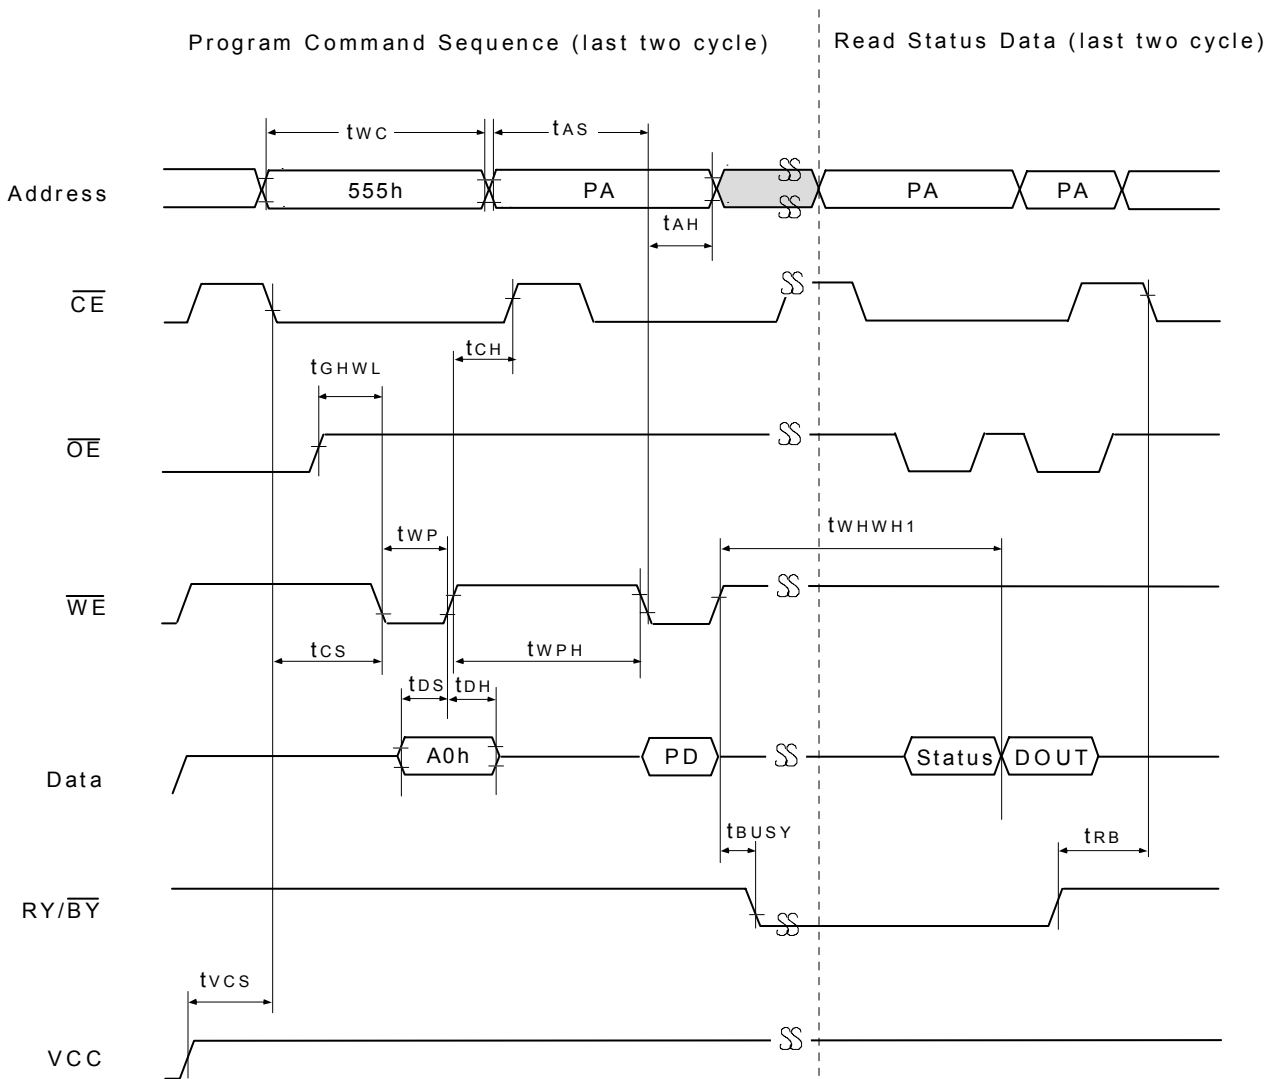 Program Command Sequence (last two cycle)
Read Status Data (last two cycle)
tWC
tAS
Address
555h
PA
PA
PA
tAH
CE
tCH
tGHWL
OE
tWP
tWHWH1
WE
tCS
tWPH
tDS
tDH
Data
A0h
PD
Status
DOUT
tBUSY
tRB
RY/BY
tVCS
VCC